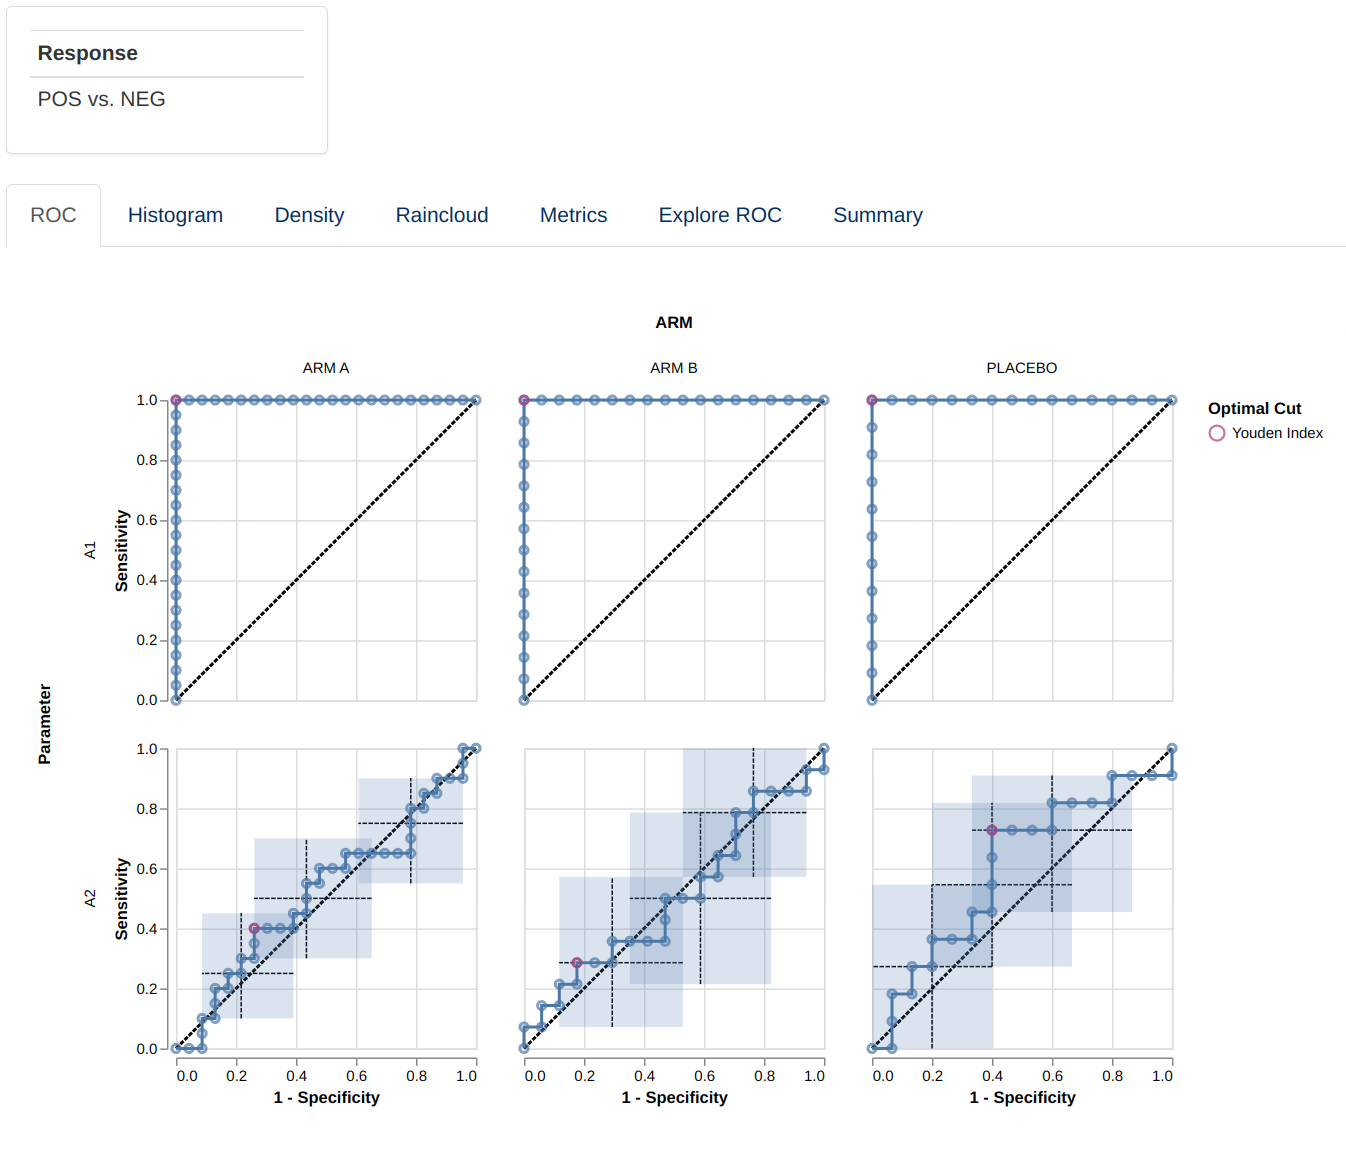 Response
POS vs. NEG
ROC Histogram Density Raincloud Metrics Explore ROC Summary
ARM
ARM A ARM B PLACEBO
Optimal Cut
Youden Index
1.0
0.8
0.6
0.4
0.2
0.0
Sensitivity
A1
Parameter
1.0
0.8
0.6
0.4
0.2
0.0
Sensitivity
A2
0.0 0.2 0.4 0.6 0.8 1.0 0.0 0.2 0.4 0.6 0.8 1.0 0.0 0.2 0.4 0.6 0.8 1.0
1 - Specificity 1 - Specificity 1 - Specificity